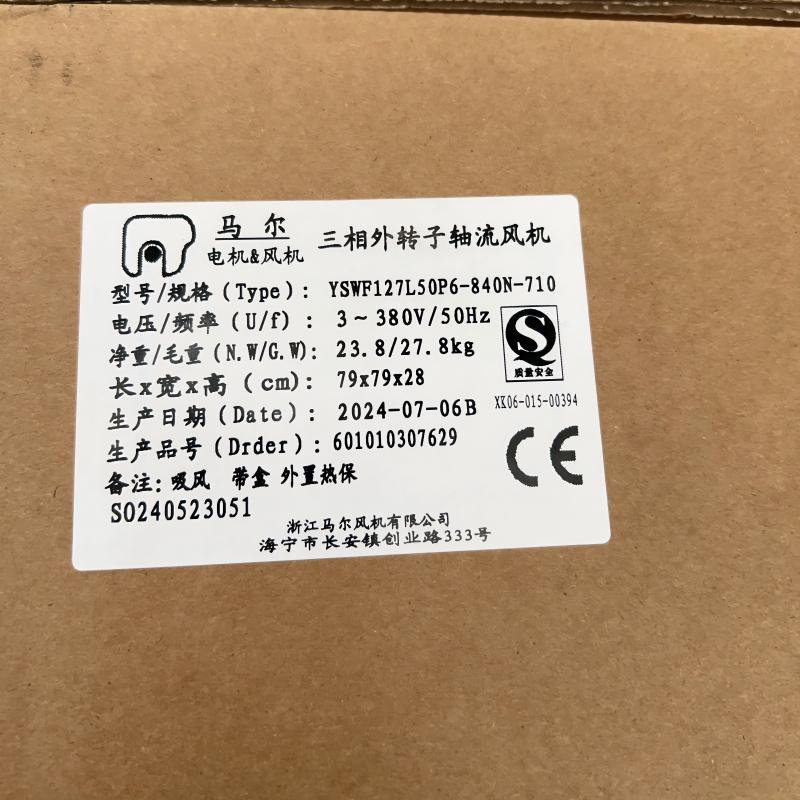 马尔
电机&风机
三相外转子轴流风机
型号/规格(Type): YSWF127L50P6-840N-710
电压/频率(U/f): 3~380V/50Hz
净重/毛重(N.W/G.W): 23.8/27.8kg
长x宽x高(cm): 79x79x28
生产日期(Date): 2024-07-06B
生产品号(Drder): 601010307629
备注: 吸风 带盒 外置热保
SO240523051
S
质量安全
XK06-015-00394
CE
浙江马尔风机有限公司
海宁市长安镇创业路333号